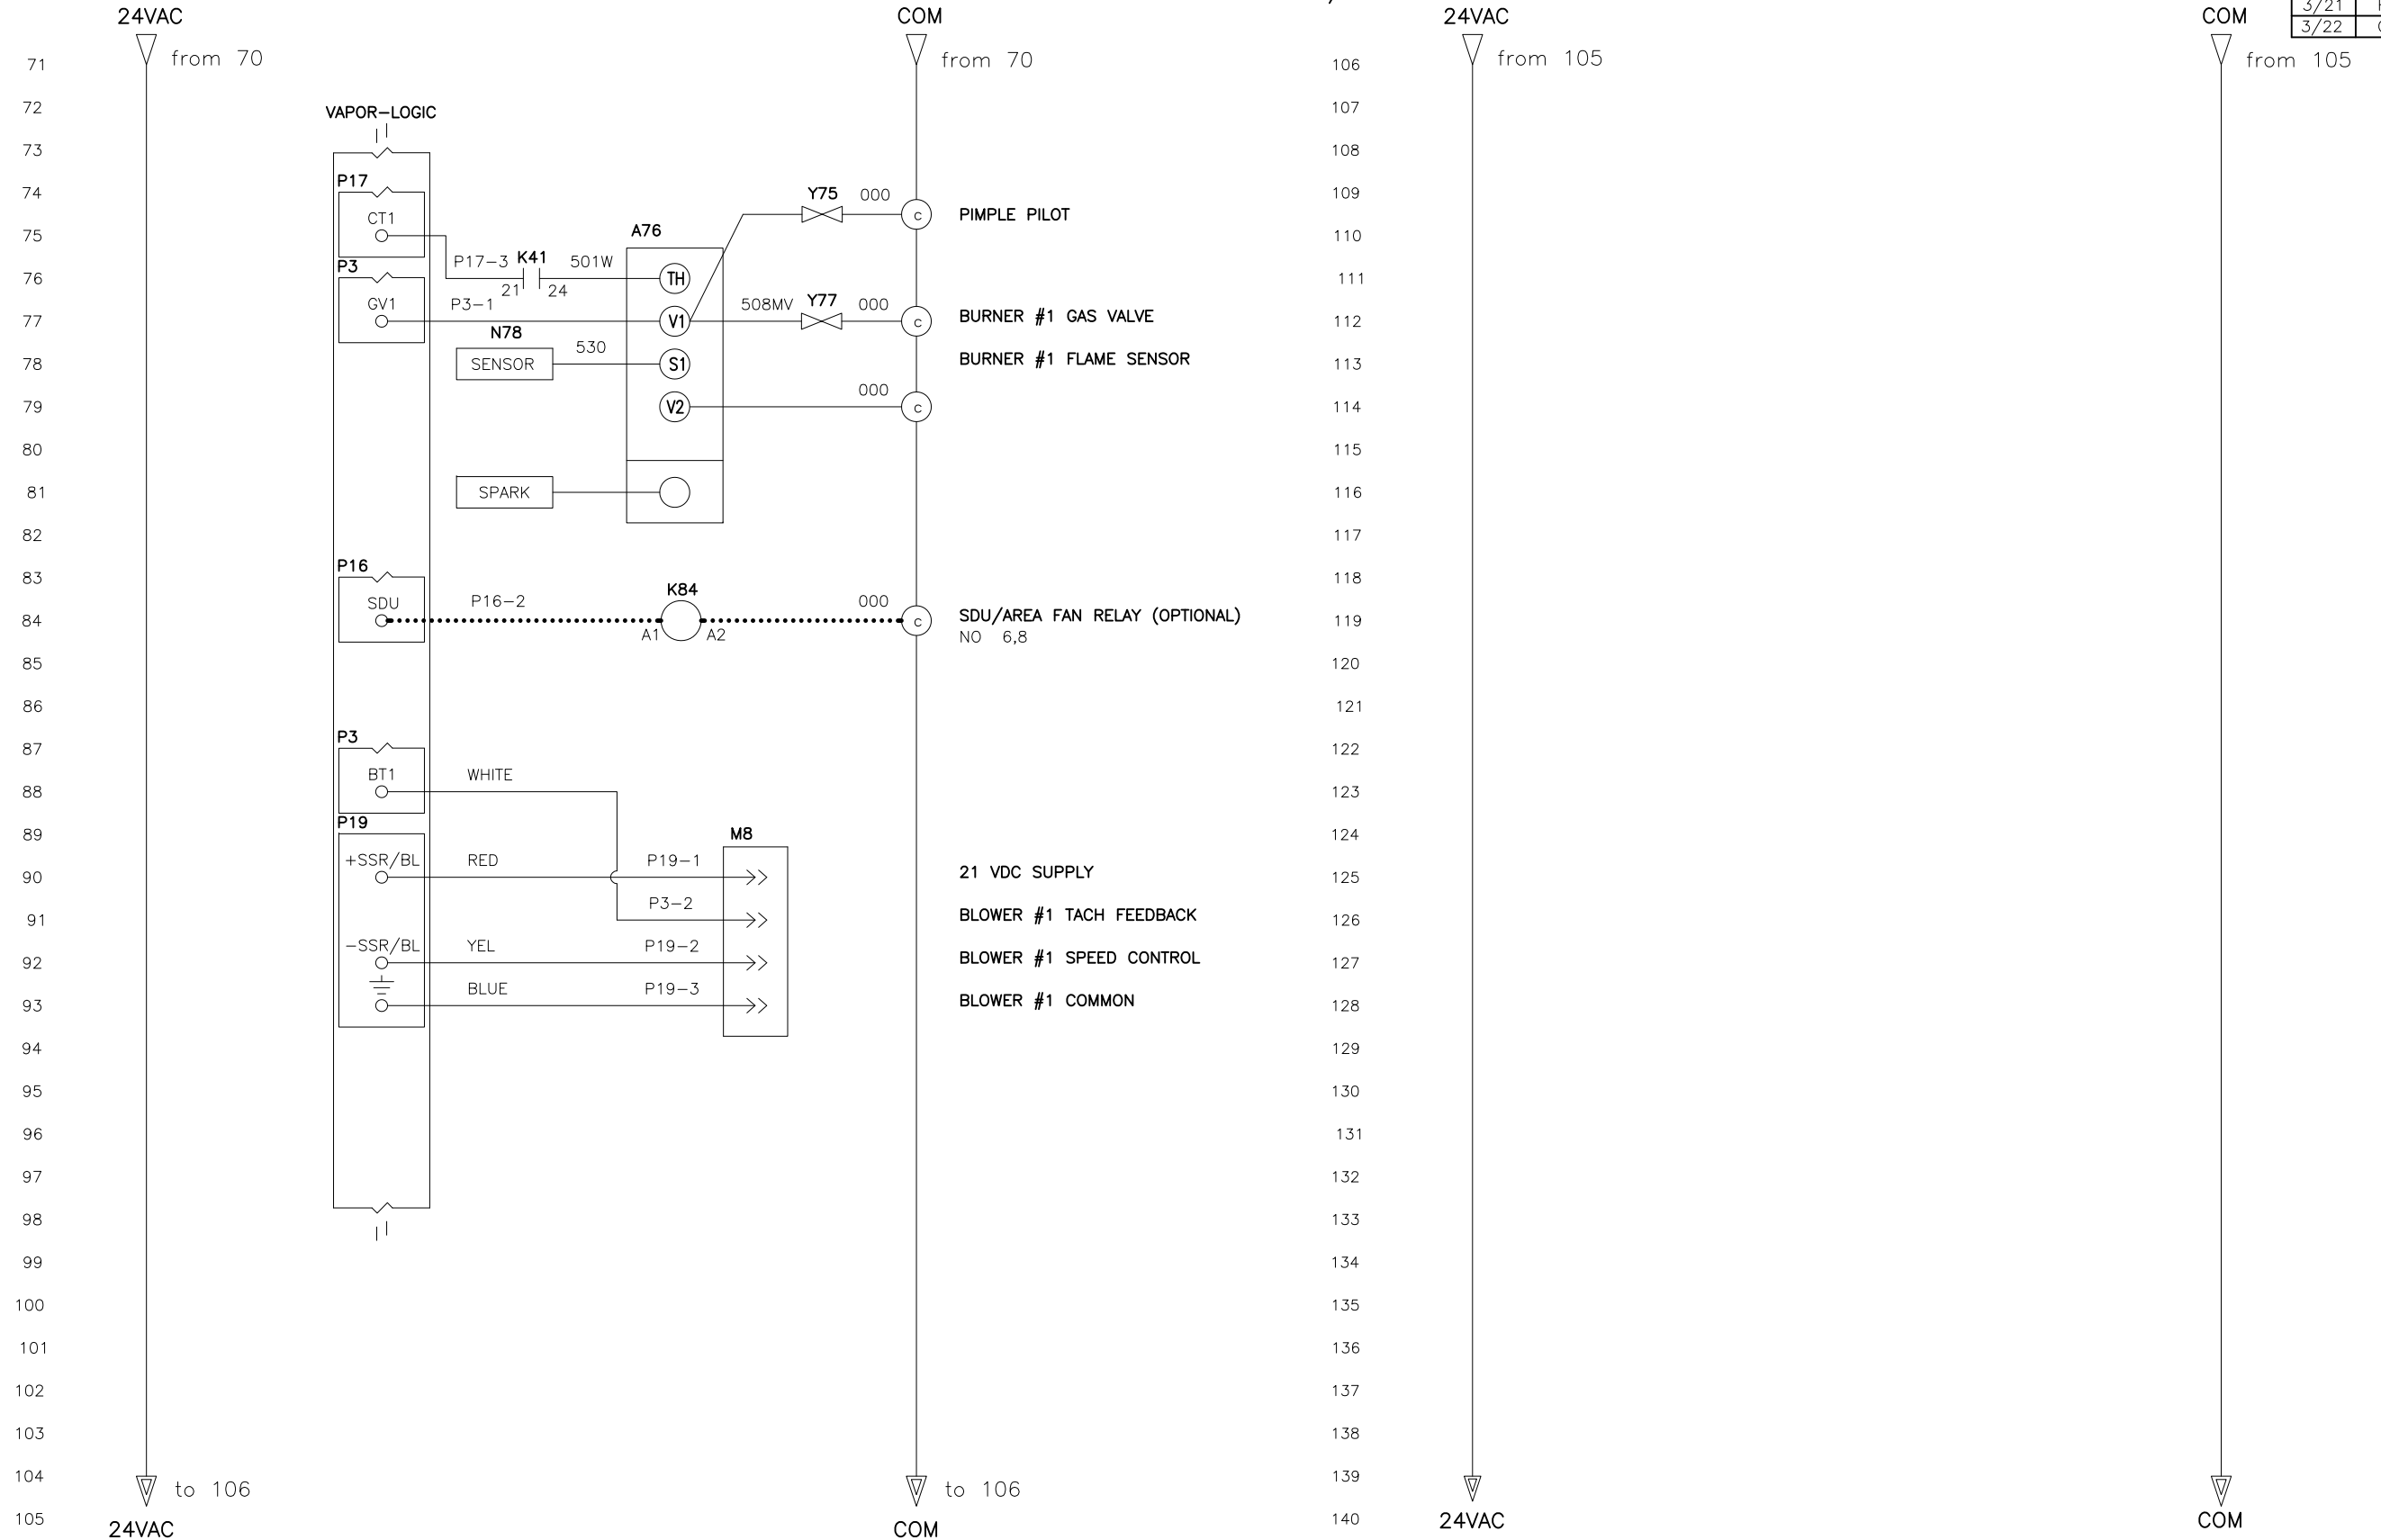 24VAC COM 24VAC COM
3/21
3/22
from 70 from 70 from 105 from 105
71 106
72 VAPOR-LOGIC 107
73 108
P17
74 Y75 000 109
CT1 c PIMPLE PILOT
75 A76 110
P3 P17-3 K41 501W
76 TH 111
21 24
GV1 P3-1 508MV Y77 000
77 V1 c BURNER #1 GAS VALVE 112
N78 530
78 SENSOR S1 BURNER #1 FLAME SENSOR 113
000
79 V2 c 114
80 115
81 SPARK 116
82 117
P16
83 118
K84
SDU P16-2 000
84 c SDU/AREA FAN RELAY (OPTIONAL) 119
A1 A2 NO 6,8
85 120
86 121
P3
87 122
BT1 WHITE
88 123
P19
89 M8 124
+SSR/BL RED P19-1
90 21 VDC SUPPLY 125
P3-2
91 BLOWER #1 TACH FEEDBACK 126
-SSR/BL YEL P19-2
92 BLOWER #1 SPEED CONTROL 127
BLUE P19-3
93 BLOWER #1 COMMON 128
94 129
95 130
96 131
97 132
98 133
99 134
100 135
101 136
102 137
103 138
104 139
to 106 to 106
105 140
24VAC COM 24VAC COM